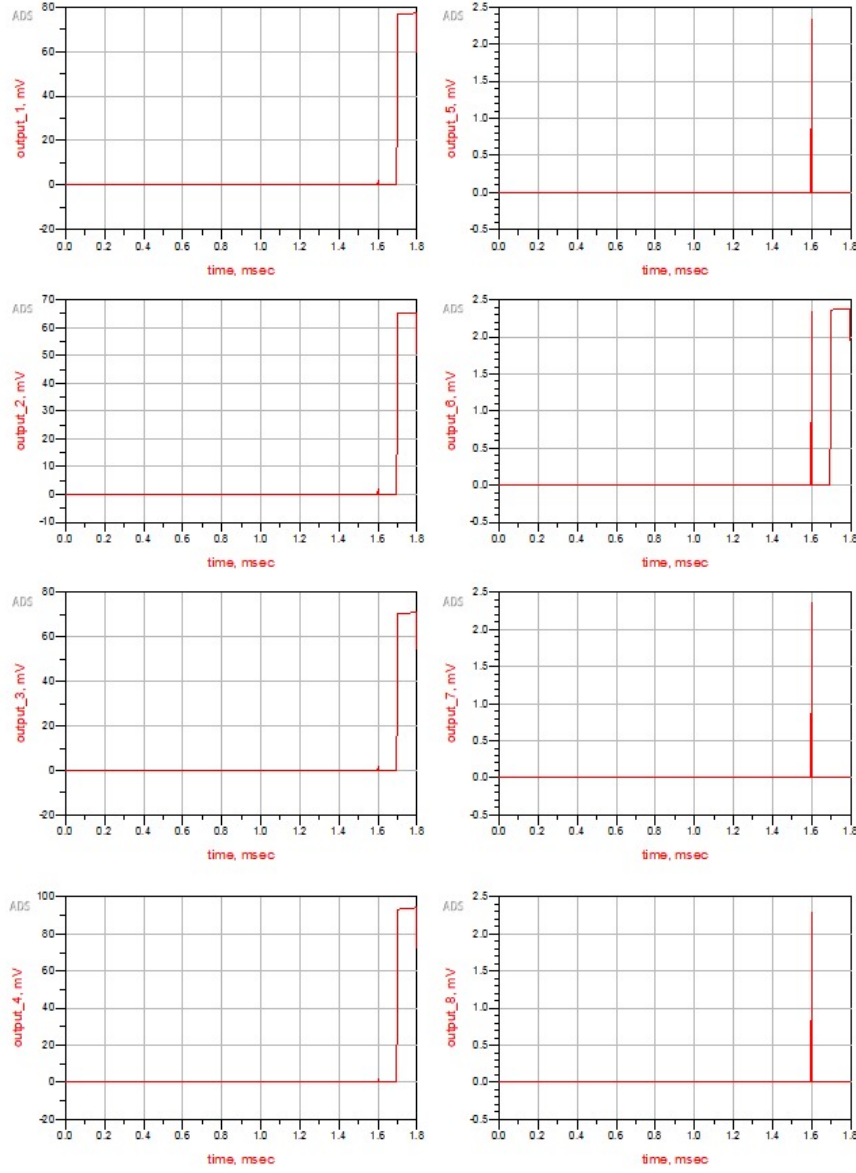 ADS
output_1, mV
80
60
40
20
0
-20
0.0 0.2 0.4 0.6 0.8 1.0 1.2 1.4 1.6 1.8
time, msec
ADS
output_5, mV
2.5
2.0
1.5
1.0
0.5
0.0
-0.5
0.0 0.2 0.4 0.6 0.8 1.0 1.2 1.4 1.6 1.8
time, msec
ADS
output_2, mV
70
60
50
40
30
20
10
0
-10
0.0 0.2 0.4 0.6 0.8 1.0 1.2 1.4 1.6 1.8
time, msec
ADS
output_6, mV
2.5
2.0
1.5
1.0
0.5
0.0
-0.5
0.0 0.2 0.4 0.6 0.8 1.0 1.2 1.4 1.6 1.8
time, msec
ADS
output_3, mV
80
60
40
20
0
-20
0.0 0.2 0.4 0.6 0.8 1.0 1.2 1.4 1.6 1.8
time, msec
ADS
output_7, mV
2.5
2.0
1.5
1.0
0.5
0.0
-0.5
0.0 0.2 0.4 0.6 0.8 1.0 1.2 1.4 1.6 1.8
time, msec
ADS
output_4, mV
100
80
60
40
20
0
-20
0.0 0.2 0.4 0.6 0.8 1.0 1.2 1.4 1.6 1.8
time, msec
ADS
output_8, mV
2.5
2.0
1.5
1.0
0.5
0.0
-0.5
0.0 0.2 0.4 0.6 0.8 1.0 1.2 1.4 1.6 1.8
time, msec